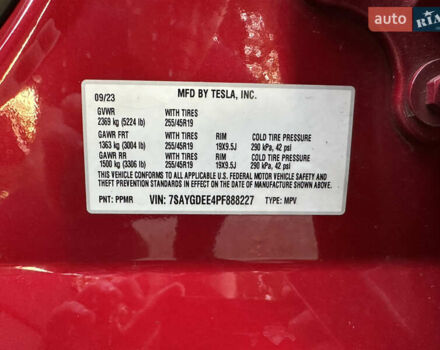 auto RIA
09/23 MFD BY TESLA, INC.
GVWR WITH TIRES
2369 kg (5224 lb) 255/45R19
GAWR FRT WITH TIRES RIM COLD TIRE PRESSURE
1363 kg (3004 lb) 255/45R19 19X9.5J 290 kPa, 42 psi
GAWR RR WITH TIRES RIM COLD TIRE PRESSURE
1500 kg (3306 lb) 255/45R19 19X9.5J 290 kPa, 42 psi
THIS VEHICLE CONFORMS TO ALL APPLICABLE U.S. FEDERAL MOTOR VEHICLE SAFETY AND
THEFT PREVENTION STANDARDS IN EFFECT ON THE DATE OF MANUFACTURE SHOWN ABOVE.
PNT: PPMR VIN: 7SAYGDEE4PF888227 TYPE: MPV